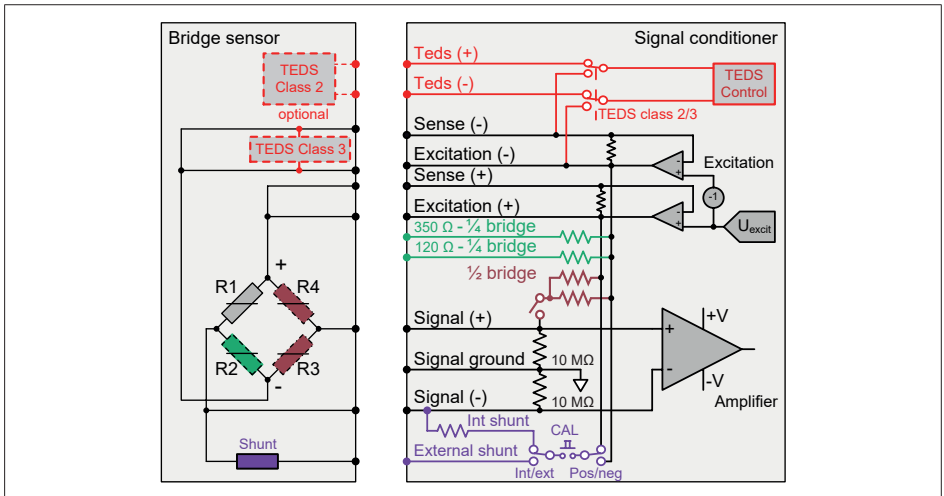 Bridge sensor
TEDS
Class 2
optional
TEDS Class 3
+
R1
R4
R2
R3
-
Shunt
Signal conditioner
Teds (+)
Teds (-)
TEDS
Control
TEDS class 2/3
Sense (-)
Excitation (-)
Sense (+)
Excitation (+)
-
+
Excitation
-1
-
+
Uexcit
350 Ω - ¼ bridge
120 Ω - ¼ bridge
½ bridge
Signal (+)
+
+V
Signal ground
10 MΩ
-
-V
Signal (-)
10 MΩ
Amplifier
Int shunt
CAL
External shunt
Int/ext
Pos/neg